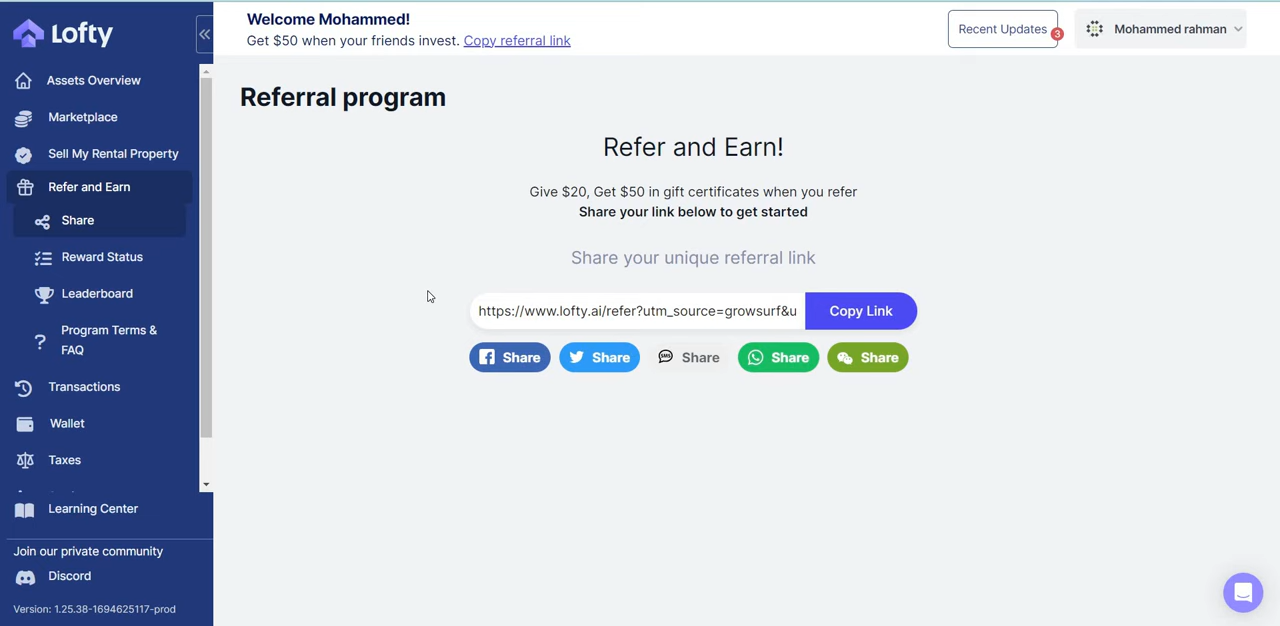 Lofty
Assets Overview
Marketplace
Sell My Rental Property
Refer and Earn
Share
Reward Status
Leaderboard
Program Terms &
FAQ
Transactions
Wallet
Taxes
Learning Center
Join our private community
Discord
Version: 1.25.38-1694625117-prod
Welcome Mohammed!
Get $50 when your friends invest. Copy referral link
Recent Updates 3
Mohammed rahman
Referral program
Refer and Earn!
Give $20, Get $50 in gift certificates when you refer
Share your link below to get started
Share your unique referral link
https://www.lofty.ai/refer?utm_source=growsurf&u
Copy Link
Share Share SMS Share Share Share